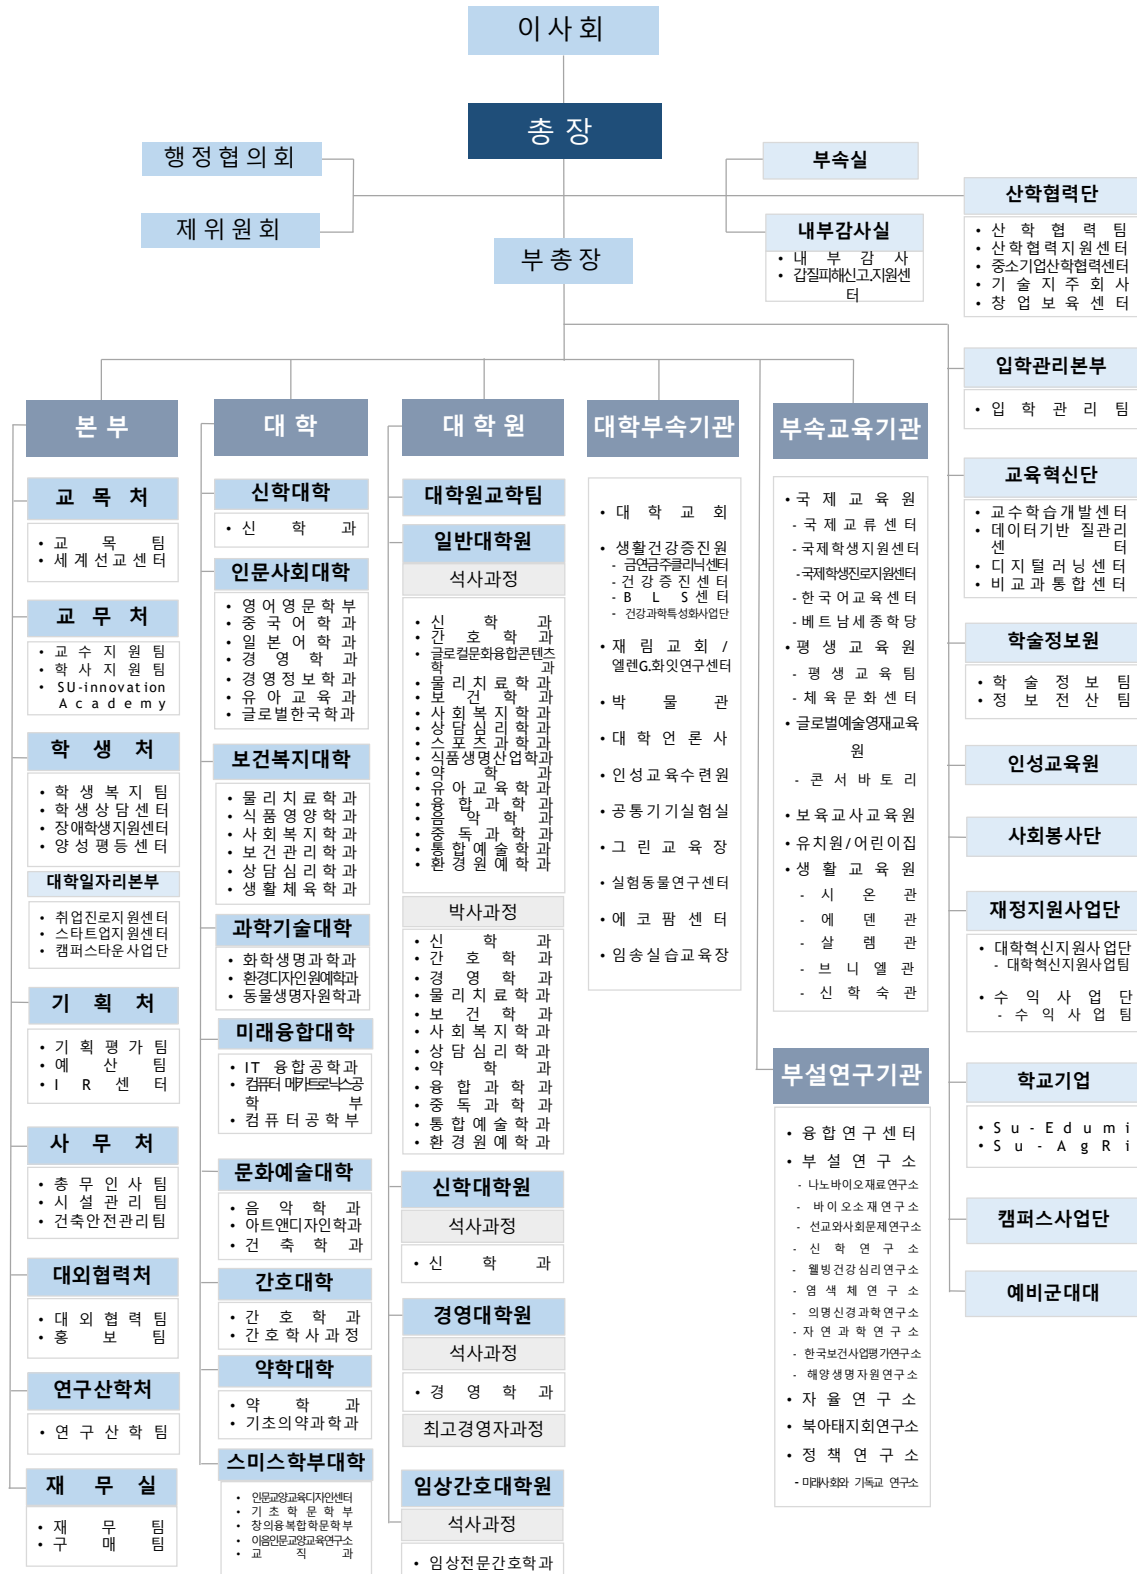 이사회
총장
행정협의회
제위원회
부총장
부속실
내부감사실
• 내부감사
• 갑질피해신고.지원센
터
산학협력단
• 산학협력팀
• 산학협력지원센터
• 중소기업산학협력센터
• 기술지주회사
• 창업보육센터
본부
교목처
• 교목팀
• 세계선교센터
교무처
• 교수지원팀
• 학사지원팀
• SU-innovation
Academy
학생처
• 학생복지팀
• 학생상담센터
• 장애학생지원센터
• 양성평등센터
대학일자리본부
• 취업진로지원센터
• 스타트업지원센터
• 캠퍼스타운사업단
기획처
• 기획평가팀
• 예산팀
• IR센터
사무처
• 총무인사팀
• 시설관리팀
• 건축안전관리팀
대외협력처
• 대외협력팀
• 홍보팀
연구산학처
• 연구산학팀
재무실
• 재무팀
• 구매팀
대학
신학대학
• 신학과
인문사회대학
• 영어영문학부
• 중국어학과
• 일본어학과
• 경영학과
• 경영정보학과
• 유아교육과
• 글로벌한국학과
보건복지대학
• 물리치료학과
• 식품영양학과
• 사회복지학과
• 보건관리학과
• 상담심리학과
• 생활체육학과
과학기술대학
• 화학생명과학과
• 환경디자인원예학과
• 동물생명자원학과
미래융합대학
• IT 융합공학과
• 컴퓨터 메카트로닉스공
학부
• 컴퓨터공학부
문화예술대학
• 음악학과
• 아트앤디자인학과
• 건축학과
간호대학
• 간호학과
• 간호학사과정
약학대학
• 약학과
• 기초의약과학과
스미스학부대학
• 인문교양교육디자인센터
• 기초학문학부
• 창의융복합학문학부
• 이음인문교양교육연구소
• 교직과
대학원
대학원교학팀
일반대학원
석사과정
• 신학과
• 간호학과
• 글로컬문화융합콘텐츠
학과
• 물리치료학과
• 보건학과
• 사회복지학과
• 상담심리학과
• 스포츠과학학과
• 식품생명산업학과
• 약학과
• 유아교육학과
• 융합과학과
• 음악학과
• 중독과학과
• 통합예술학과
• 환경원예학과
박사과정
• 신학과
• 간호학과
• 경영학과
• 물리치료학과
• 보건학과
• 사회복지학과
• 상담심리학과
• 약학과
• 융합과학과
• 중독과학과
• 통합예술학과
• 환경원예학과
신학대학원
석사과정
• 신학과
경영대학원
석사과정
• 경영학과
최고경영자과정
임상간호대학원
석사과정
• 임상전문간호학과
대학부속기관
• 대학교회
• 생활건강증진원
- 금연금주클리닉센터
- 건강증진센터
- BLS센터
- 건강과학특성화사업단
• 재림교회 /
엘렌G.화잇연구센터
• 박물관
• 대학언론사
• 인성교육수련원
• 공통기기실험실
• 그린교육장
• 실험동물연구센터
• 에코팜센터
• 임송실습교육장
부속교육기관
• 국제교육원
- 국제교류센터
- 국제학생지원센터
- 국제학생진로지원센터
- 한국어교육센터
- 베트남세종학당
• 평생교육원
- 평생교육팀
- 체육문화센터
• 글로벌예술영재교육
원
- 콘서바토리
• 보육교사교육원
• 유치원/어린이집
• 생활교육원
- 시온관
- 에덴관
- 살렘관
- 브니엘관
- 신학숙관
부설연구기관
• 융합연구센터
• 부설연구소
- 나노바이오재료연구소
- 바이오소재연구소
- 선교와사회문제연구소
- 신학연구소
- 웰빙건강심리연구소
- 염색체연구소
- 의명신경과학연구소
- 자연과학연구소
- 한국보건사업평가연구소
- 해양생명자원연구소
• 자율연구소
• 북아태지회연구소
• 정책연구소
- 미래사회와 기독교 연구소
입학관리본부
• 입학관리팀
교육혁신단
• 교수학습개발센터
• 데이터기반 질관리
센터
• 디지털러닝센터
• 비교과통합센터
학술정보원
• 학술정보팀
• 정보전산팀
인성교육원
사회봉사단
재정지원사업단
• 대학혁신지원사업단
- 대학혁신지원사업팀
• 수익사업단
- 수익사업팀
학교기업
• Su-Edumi
• Su-AgRi
캠퍼스사업단
예비군대대